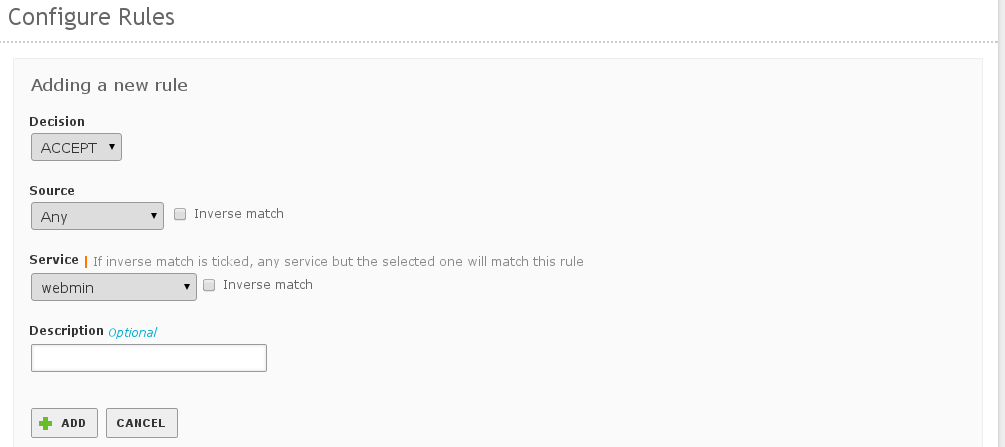 Configure Rules
Adding a new rule
Decision
ACCEPT
Source
Any Inverse match
Service If inverse match is ticked, any service but the selected one will match this rule
webmin Inverse match
Description Optional
ADD CANCEL